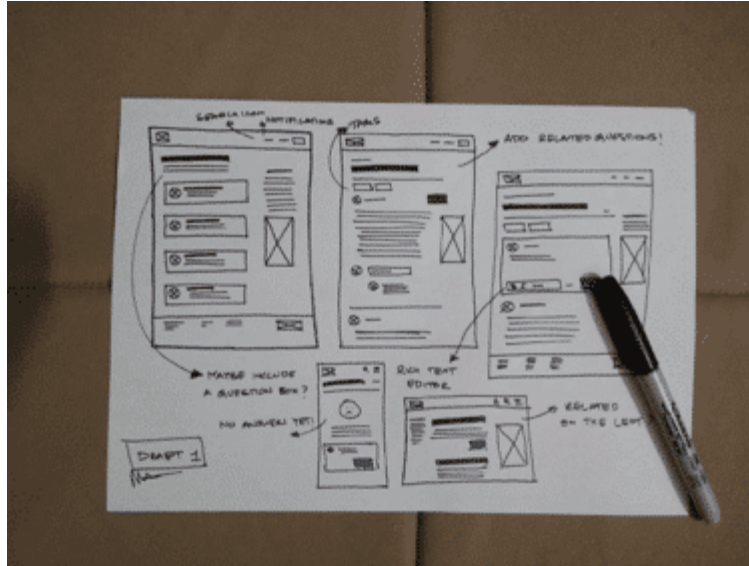 SEARCH ICON
NOTIFICATIONS
TABS
ADD RELATED QUESTIONS!
MAYBE INCLUDE
A QUESTION BOX?
RICH TEXT
EDITOR
NO ANSWER YET!
RELATED
ON THE LEFT
DRAFT 1